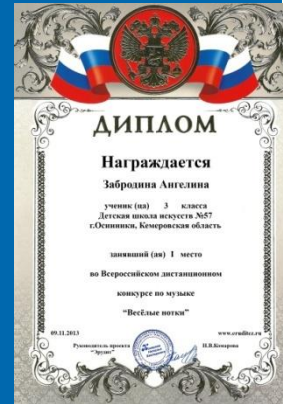 ДИПЛОМ
Награждается
Забродина Ангелина
ученик (ца) 3 класса
Детская школа искусств №57
г.Осинники, Кемеровская область
занявший (ая) 1 место
во Всероссийском дистанционном
конкурсе по музыке
"Весёлые нотки"
09.11.2013 www.eruditez.ru
Руководитель проекта
"Эрудит" Н.В.Комарова